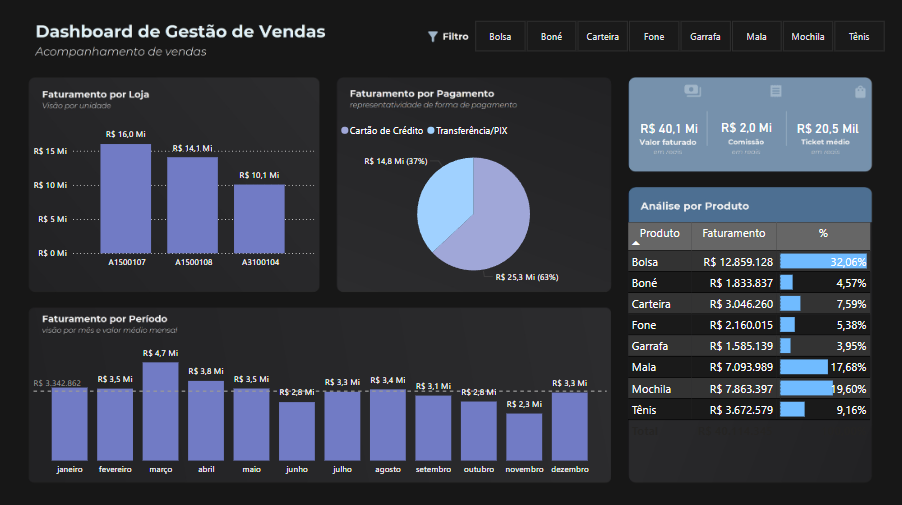 Dashboard de Gestão de Vendas
Acompanhamento de vendas
Filtro
Bolsa
Boné
Carteira
Fone
Garrafa
Mala
Mochila
Tênis
Faturamento por Loja
Visão por unidade
R$ 16,0 Mi
R$ 14,1 Mi
R$ 10,1 Mi
R$ 15 Mi
R$ 10 Mi
R$ 5 Mi
R$ 0 Mi
A1500107
A1500108
A3100104
Faturamento por Pagamento
representatividade de forma de pagamento
Cartão de Crédito
Transferência/PIX
R$ 14,8 Mi (37%)
R$ 25,3 Mi (63%)
R$ 40,1 Mi
Valor faturado
R$ 2,0 Mi
Comissão
R$ 20,5 Mil
Ticket médio
Análise por Produto
Produto Faturamento %
Bolsa R$ 12.859.128 32,06%
Boné R$ 1.833.837 4,57%
Carteira R$ 3.046.260 7,59%
Fone R$ 2.160.015 5,38%
Garrafa R$ 1.585.139 3,95%
Mala R$ 7.093.989 17,68%
Mochila R$ 7.863.397 19,60%
Tênis R$ 3.672.579 9,16%
Faturamento por Período
visão por mês e valor médio mensal
R$ 3.342.862
R$ 3,5 Mi
R$ 4,7 Mi
R$ 3,8 Mi
R$ 3,5 Mi
R$ 2,8 Mi
R$ 3,3 Mi
R$ 3,4 Mi
R$ 3,1 Mi
R$ 2,8 Mi
R$ 2,3 Mi
R$ 3,3 Mi
janeiro
fevereiro
março
abril
maio
junho
julho
agosto
setembro
outubro
novembro
dezembro